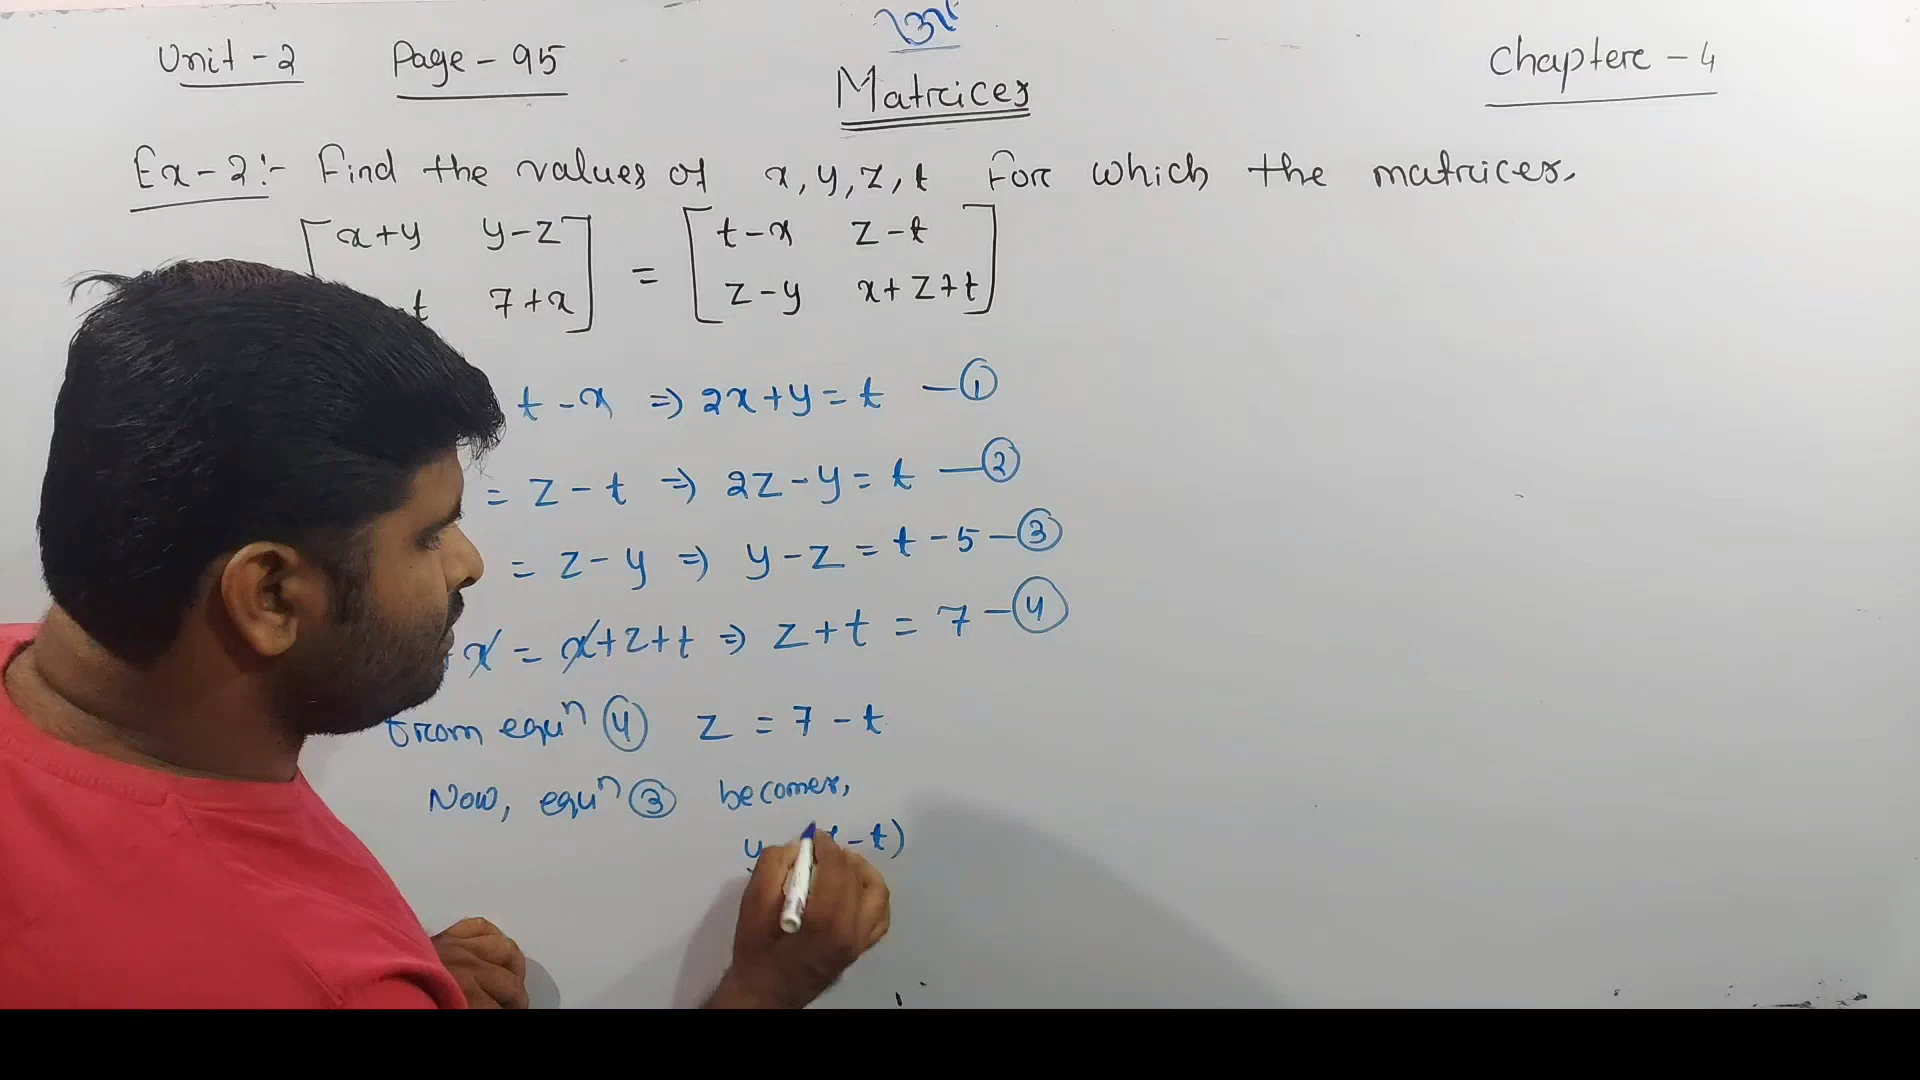 Unit - 2 Page - 95 Chapter - 4
Matrices
Ex - 2 :- Find the values of x, y, z, t for which the matrices.
x+y y-z = t-x z-t
t 7+x z-y x+z+t
t - x ⇒ 2x + y = t — ①
= z - t ⇒ 2z - y = t — ②
= z - y ⇒ y - z = t - 5 — ③
x = x + z + t ⇒ z + t = 7 — ④
From equⁿ ④ z = 7 - t
Now, equⁿ ③ becomes,
y - t)